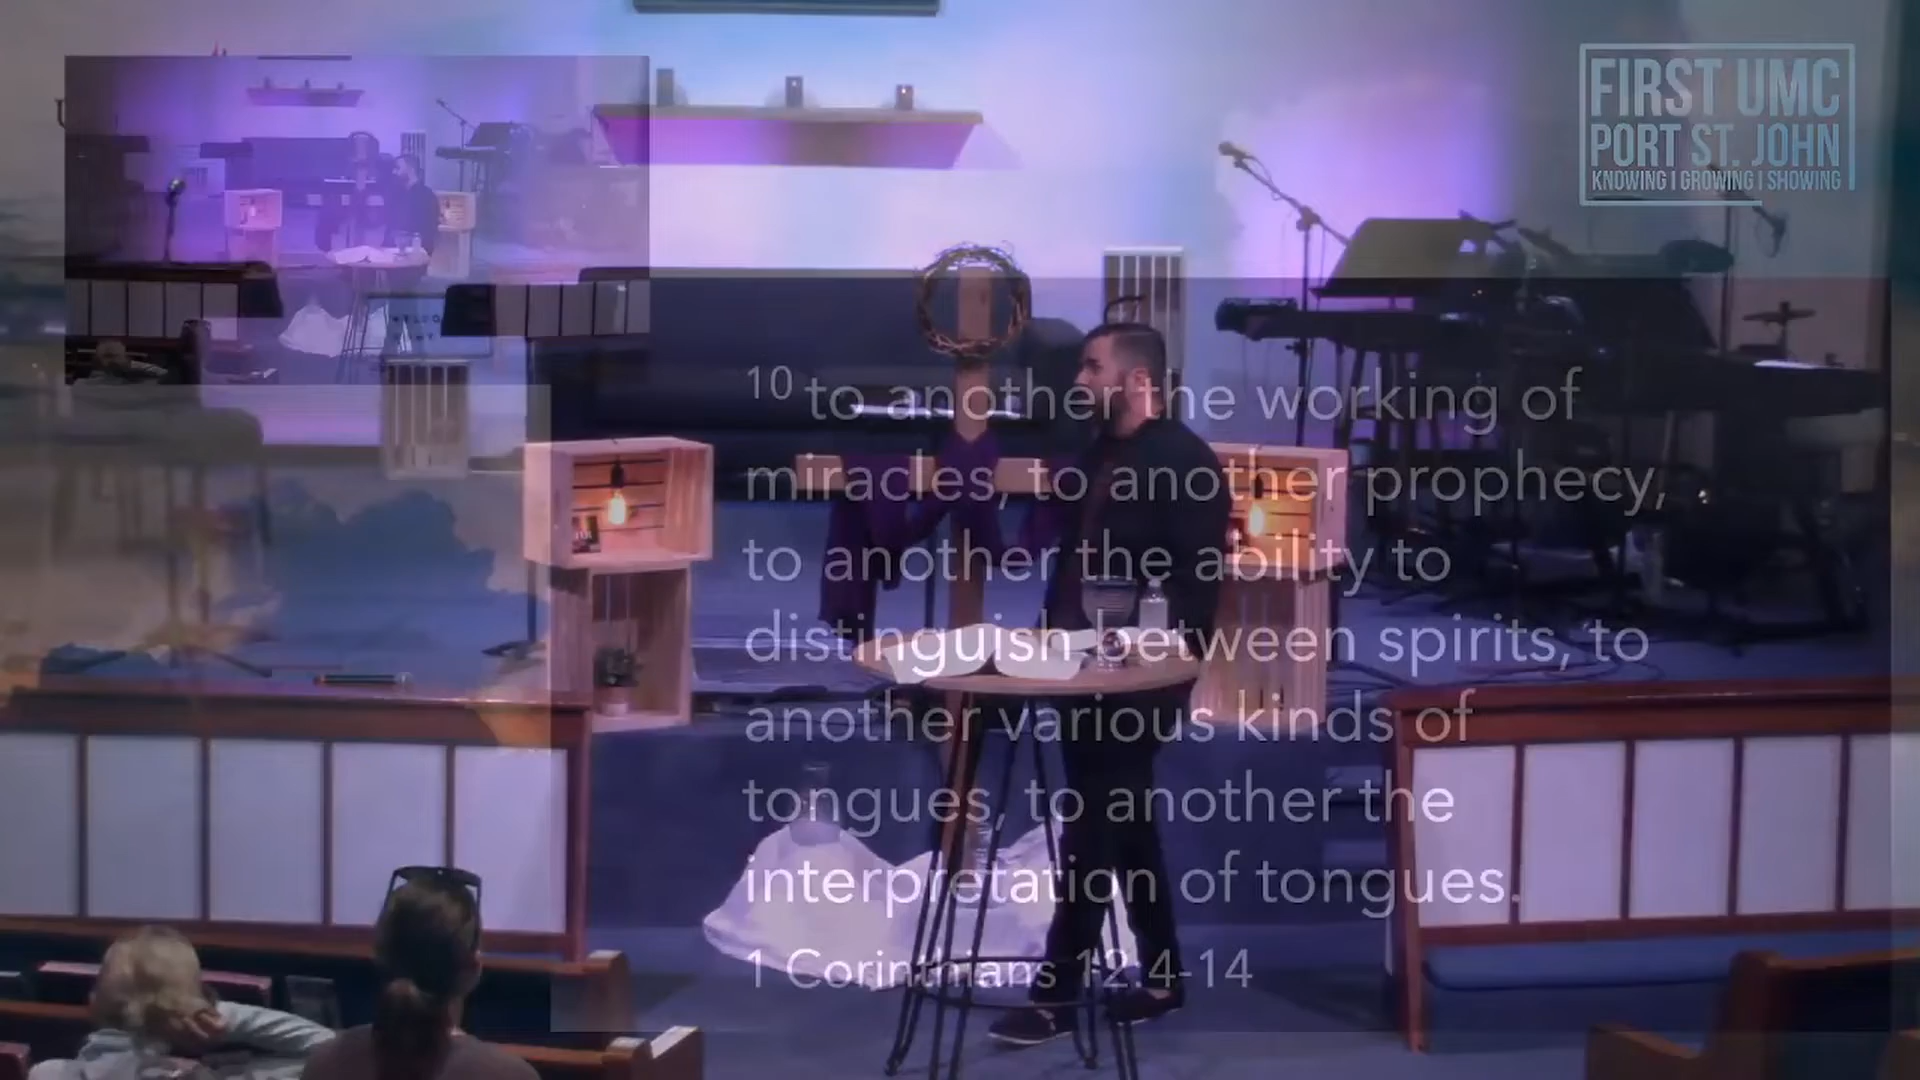 FIRST UMC
PORT ST. JOHN
KNOWING | GROWING | SHOWING
10 to another the working of
miracles, to another prophecy,
to another the ability to
distinguish between spirits, to
another various kinds of
tongues, to another the
interpretation of tongues.
1 Corinthians 12:4-14